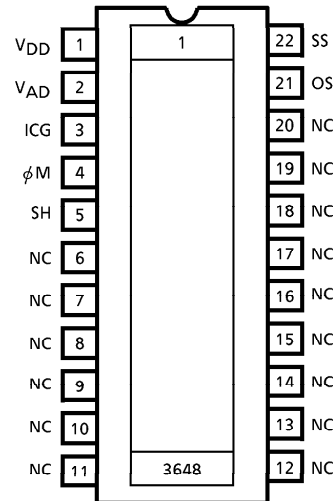 V_DD 1 1 22 SS
V_AD 2 21 OS
ICG 3 20 NC
ϕM 4 19 NC
SH 5 18 NC
NC 6 17 NC
NC 7 16 NC
NC 8 15 NC
NC 9 14 NC
NC 10 13 NC
NC 11 3648 12 NC